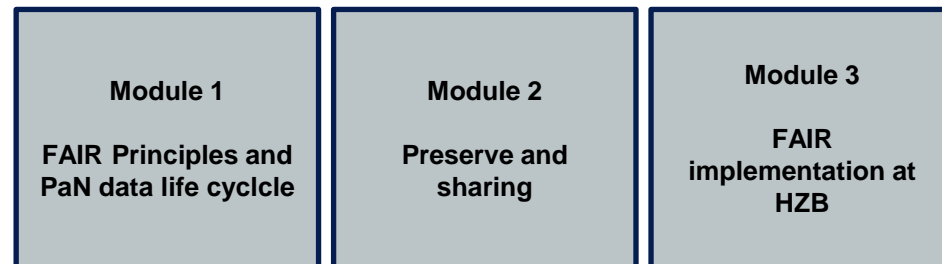 Module 1
FAIR Principles and
PaN data life cyclcle
Module 2
Preserve and
sharing
Module 3
FAIR
implementation at
HZB